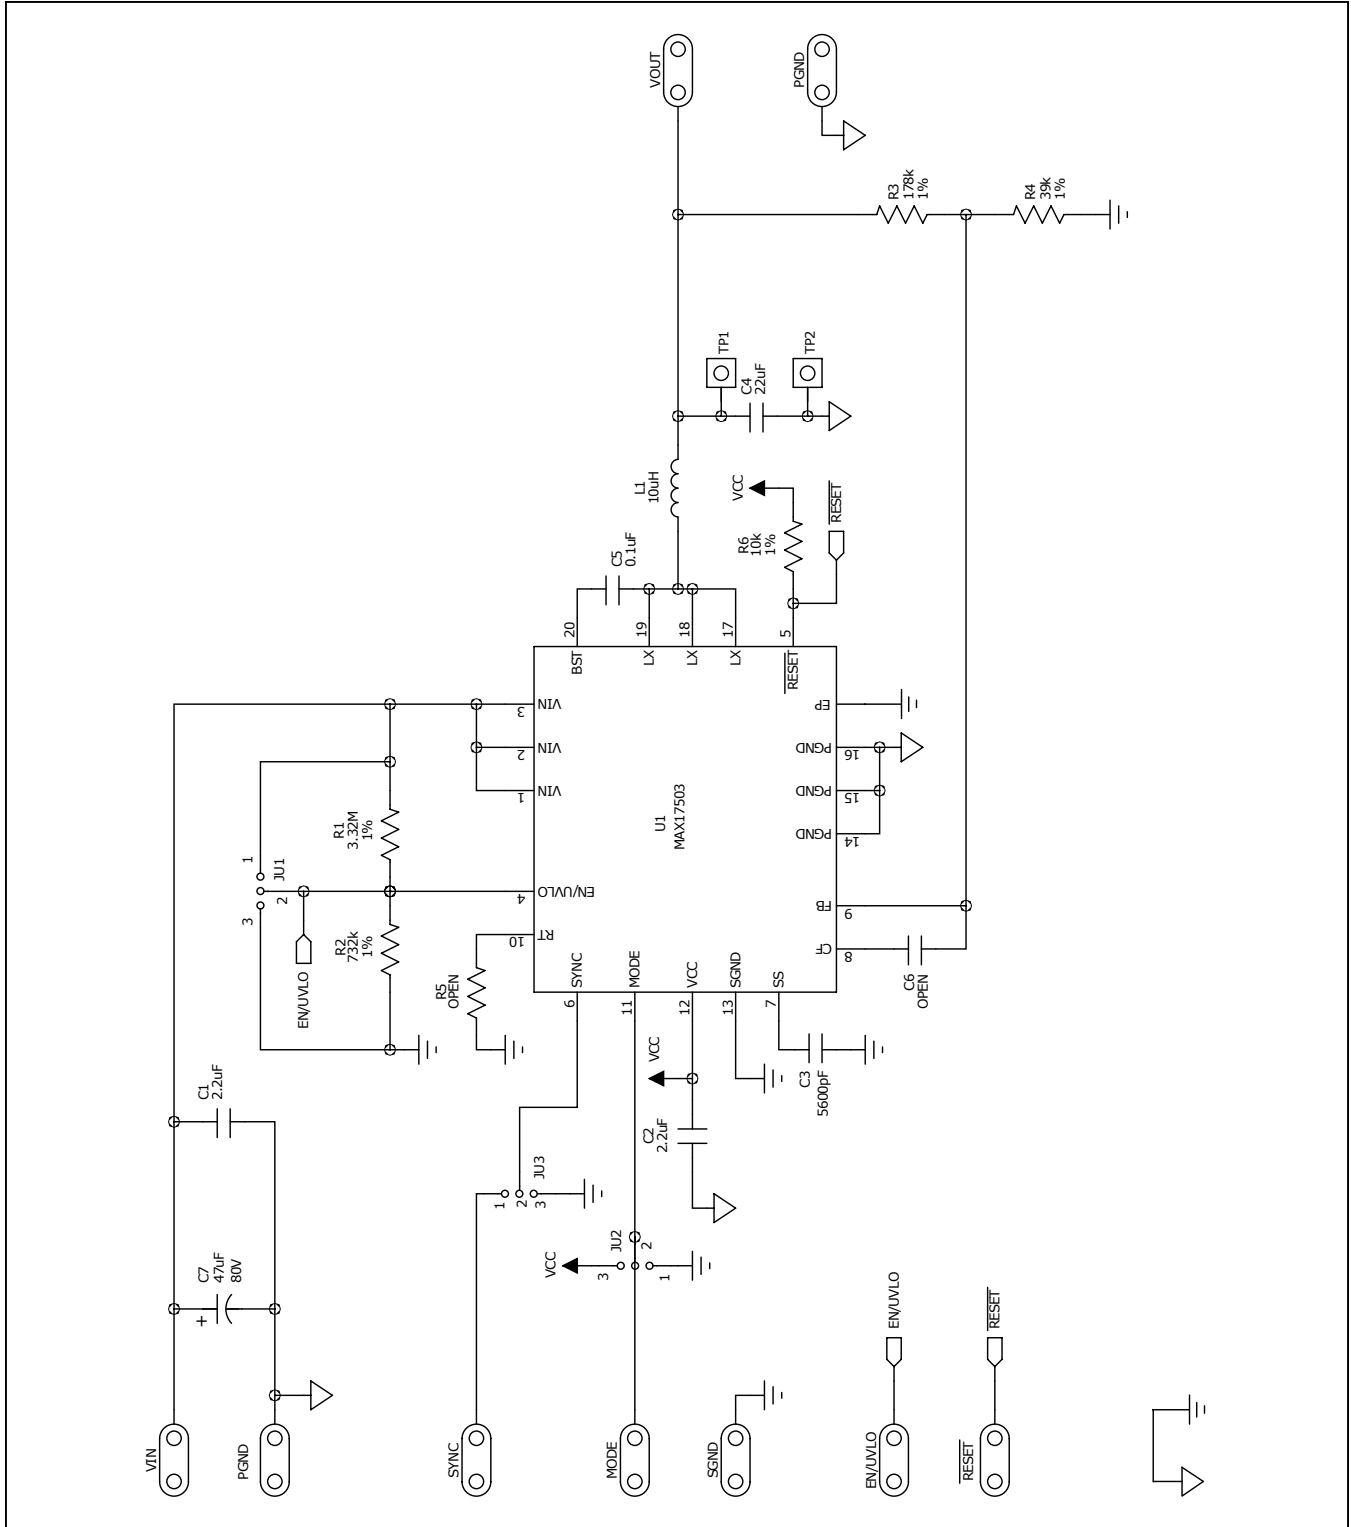 VOUT
PGND
R3
178k
1%
R4
39k
1%
TP1
C4
22uF
TP2
L1
10uH
VCC
R6
10k
1%
RESET
C5
0.1uF
20
19
18
17
5
BST
LX
LX
LX
RESET
3
VIN
2
VIN
1
VIN
4
EN/UVLO
10
RT
U1
MAX17503
EP
PGND
16
PGND
15
PGND
14
FB
9
CF
8
SYNC
MODE
VCC
SGND
SS
6
11
12
13
7
R1
3.32M
1%
1
JU1
2
3
R2
732k
1%
EN/UVLO
R5
OPEN
C6
OPEN
C1
2.2uF
VCC
C3
5600pF
C2
2.2uF
JU3
1
2
3
JU2
2
VCC
3
1
C7
47uF
80V
+
EN/UVLO
RESET
VIN
PGND
SYNC
MODE
SGND
EN/UVLO
RESET